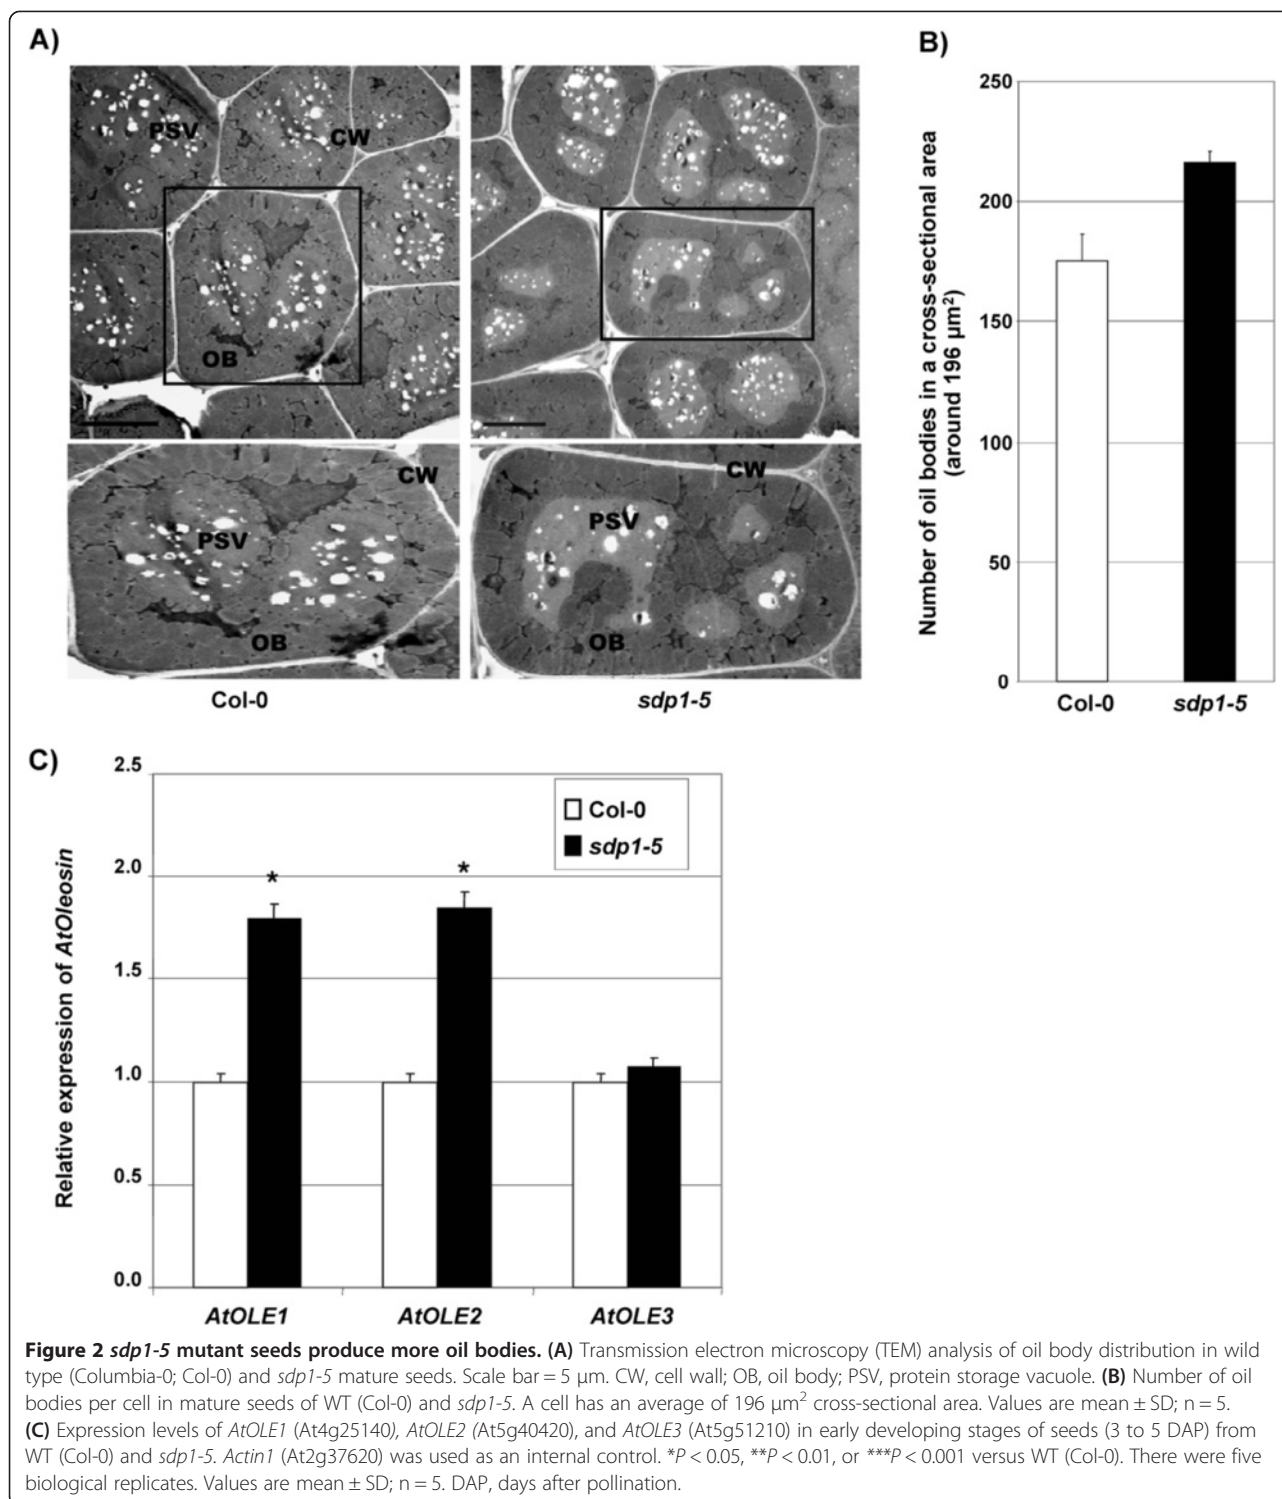 A)
PSV
CW
OB
CW
PSV
OB
CW
PSV
OB
Col-0
sdp1-5
B)
Number of oil bodies in a cross-sectional area
(around 196 µm²)
250
200
150
100
50
0
Col-0
sdp1-5
C)
Relative expression of AtOleosin
2.5
2.0
1.5
1.0
0.5
0.0
Col-0
sdp1-5
*
*
AtOLE1
AtOLE2
AtOLE3
Figure 2 sdp1-5 mutant seeds produce more oil bodies. (A) Transmission electron microscopy (TEM) analysis of oil body distribution in wild
type (Columbia-0; Col-0) and sdp1-5 mature seeds. Scale bar = 5 µm. CW, cell wall; OB, oil body; PSV, protein storage vacuole. (B) Number of oil
bodies per cell in mature seeds of WT (Col-0) and sdp1-5. A cell has an average of 196 µm² cross-sectional area. Values are mean ± SD; n = 5.
(C) Expression levels of AtOLE1 (At4g25140), AtOLE2 (At5g40420), and AtOLE3 (At5g51210) in early developing stages of seeds (3 to 5 DAP) from
WT (Col-0) and sdp1-5. Actin1 (At2g37620) was used as an internal control. *P < 0.05, **P < 0.01, or ***P < 0.001 versus WT (Col-0). There were five
biological replicates. Values are mean ± SD; n = 5. DAP, days after pollination.